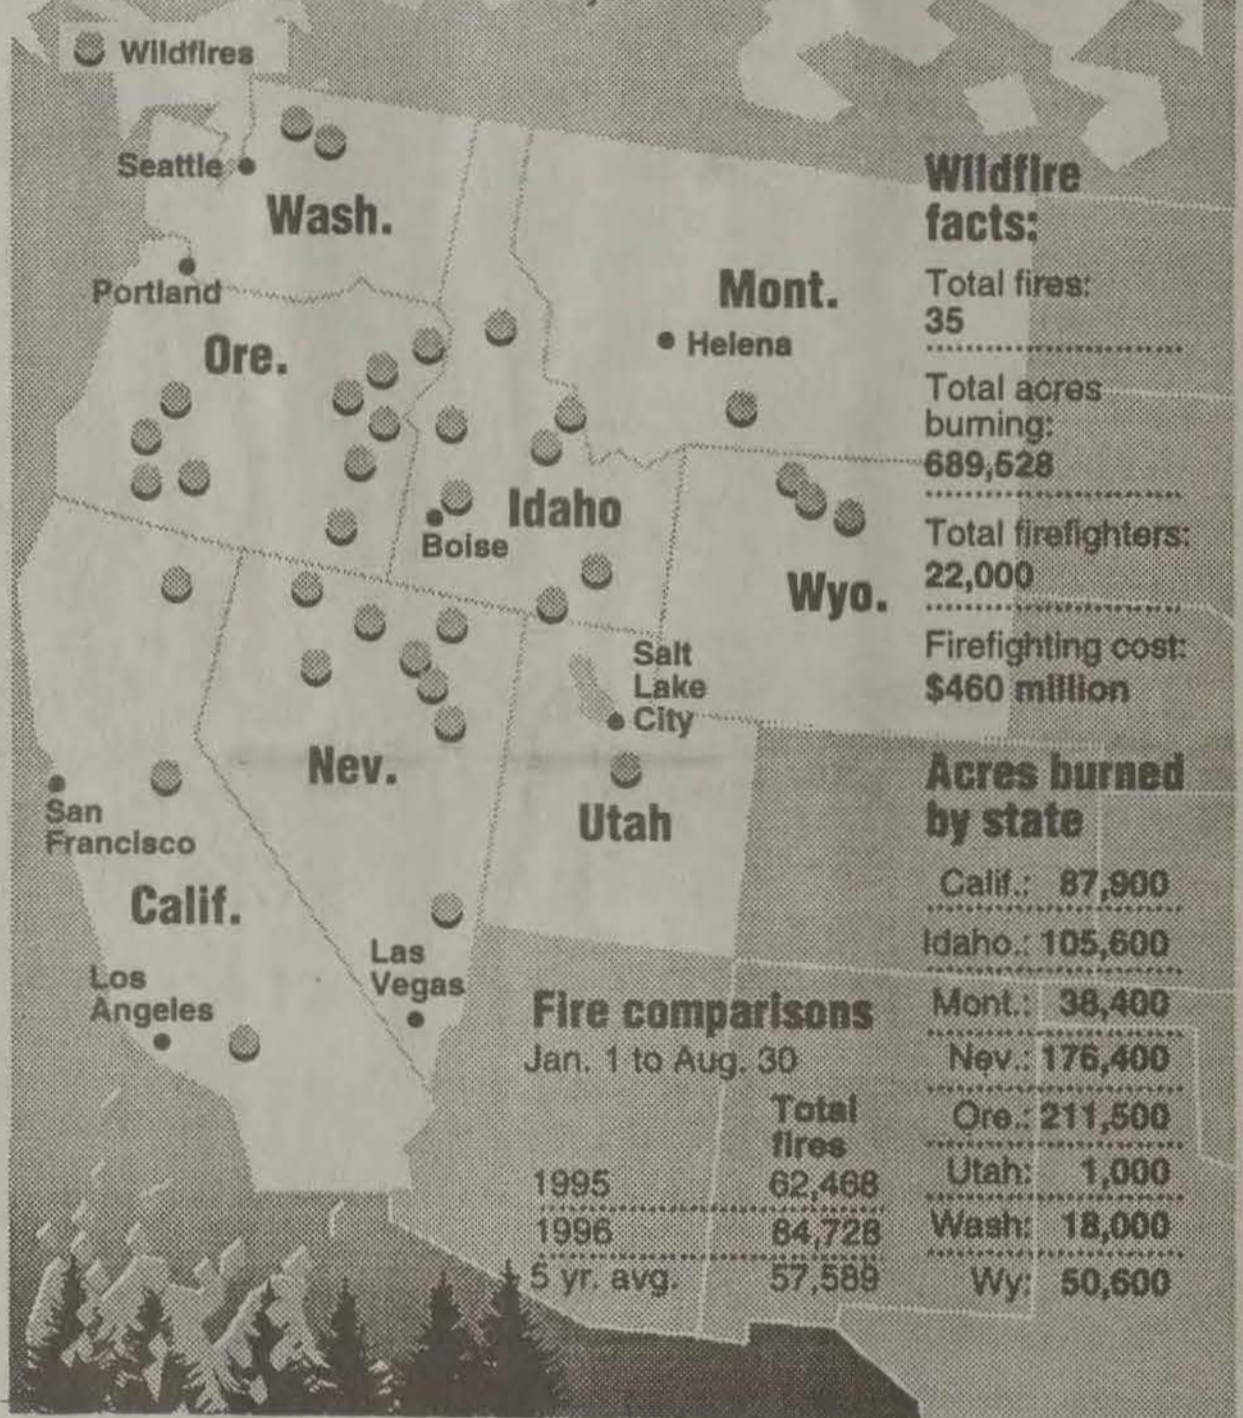 Wildfires
Seattle
Wash.
Portland
Ore.
Mont.
Helena
Idaho
Boise
Wyo.
Salt
Lake
City
Nev.
Utah
San
Francisco
Calif.
Las
Vegas
Los
Angeles
Wildfire
facts:
Total fires:
35
Total acres
burning:
689,528
Total firefighters:
22,000
Firefighting cost:
$460 million
Acres burned
by state
Calif.: 87,900
Idaho.: 105,600
Mont.: 38,400
Nev.: 176,400
Ore.: 211,500
Utah: 1,000
Wash: 18,000
Wy: 50,600
Fire comparisons
Jan. 1 to Aug. 30
Total
fires
1995 62,468
1996 84,728
5 yr. avg. 57,589